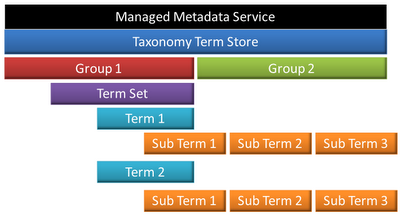 Managed Metadata Service
Taxonomy Term Store
Group 1 Group 2
Term Set
Term 1
Sub Term 1 Sub Term 2 Sub Term 3
Term 2
Sub Term 1 Sub Term 2 Sub Term 3